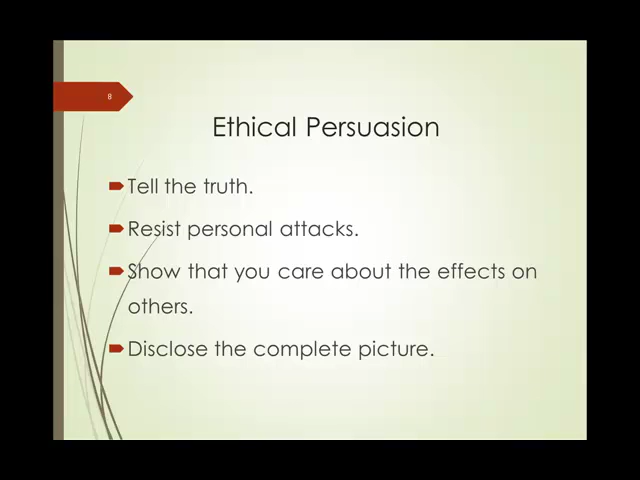 8
Ethical Persuasion
Tell the truth.
Resist personal attacks.
Show that you care about the effects on
others.
Disclose the complete picture.